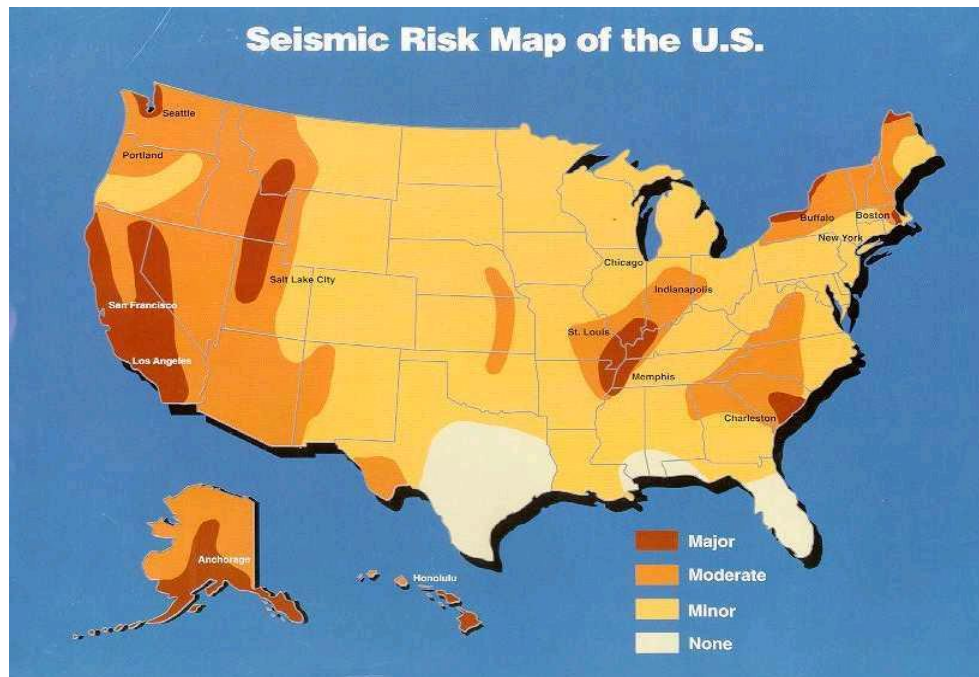 Seismic Risk Map of the U.S.
Seattle
Portland
Buffalo
Boston
New York
Chicago
Salt Lake City
Indianapolis
San Francisco
St. Louis
Los Angeles
Memphis
Charleston
Anchorage
Honolulu
Major
Moderate
Minor
None